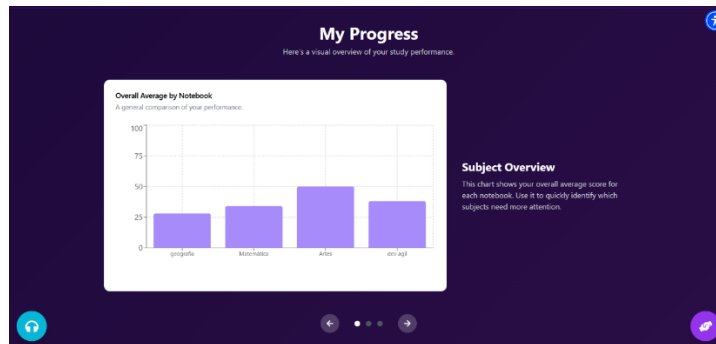 My Progress
Here's a visual overview of your study performance.
Overall Average by Notebook
A general comparison of your performance.
100
75
50
25
0
geografia
Matemática
Artes
dev agil
Subject Overview
This chart shows your overall average score for
each notebook. Use it to quickly identify which
subjects need more attention.